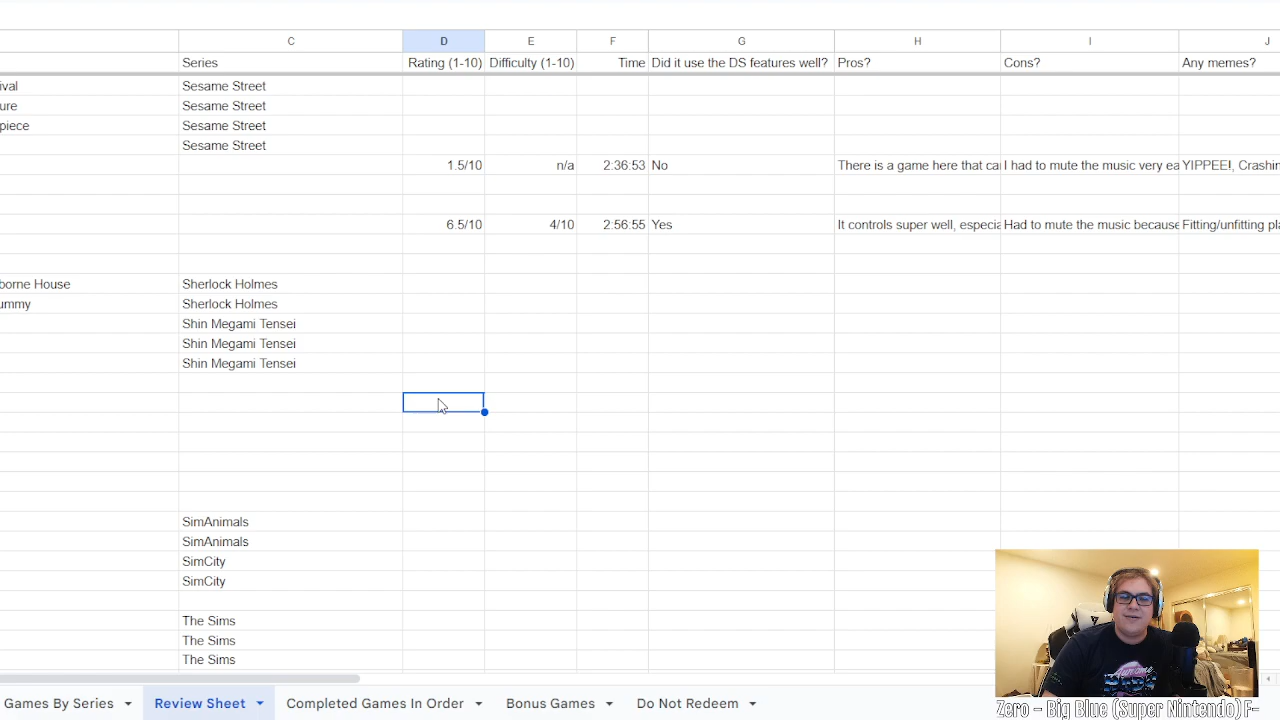 C D E F G H I J
Series Rating (1-10) Difficulty (1-10) Time Did it use the DS features well? Pros? Cons? Any memes?
ival Sesame Street
ure Sesame Street
piece Sesame Street
Sesame Street
1.5/10 n/a 2:36:53 No There is a game here that ca I had to mute the music very ea YIPPEE!, Crashin
6.5/10 4/10 2:56:55 Yes It controls super well, especia Had to mute the music because Fitting/unfitting pla
borne House Sherlock Holmes
ummy Sherlock Holmes
Shin Megami Tensei
Shin Megami Tensei
Shin Megami Tensei
SimAnimals
SimAnimals
SimCity
SimCity
The Sims
The Sims
The Sims
Games By Series Review Sheet Completed Games In Order Bonus Games Do Not Redeem
Zero - Big Blue (Super Nintendo) F-